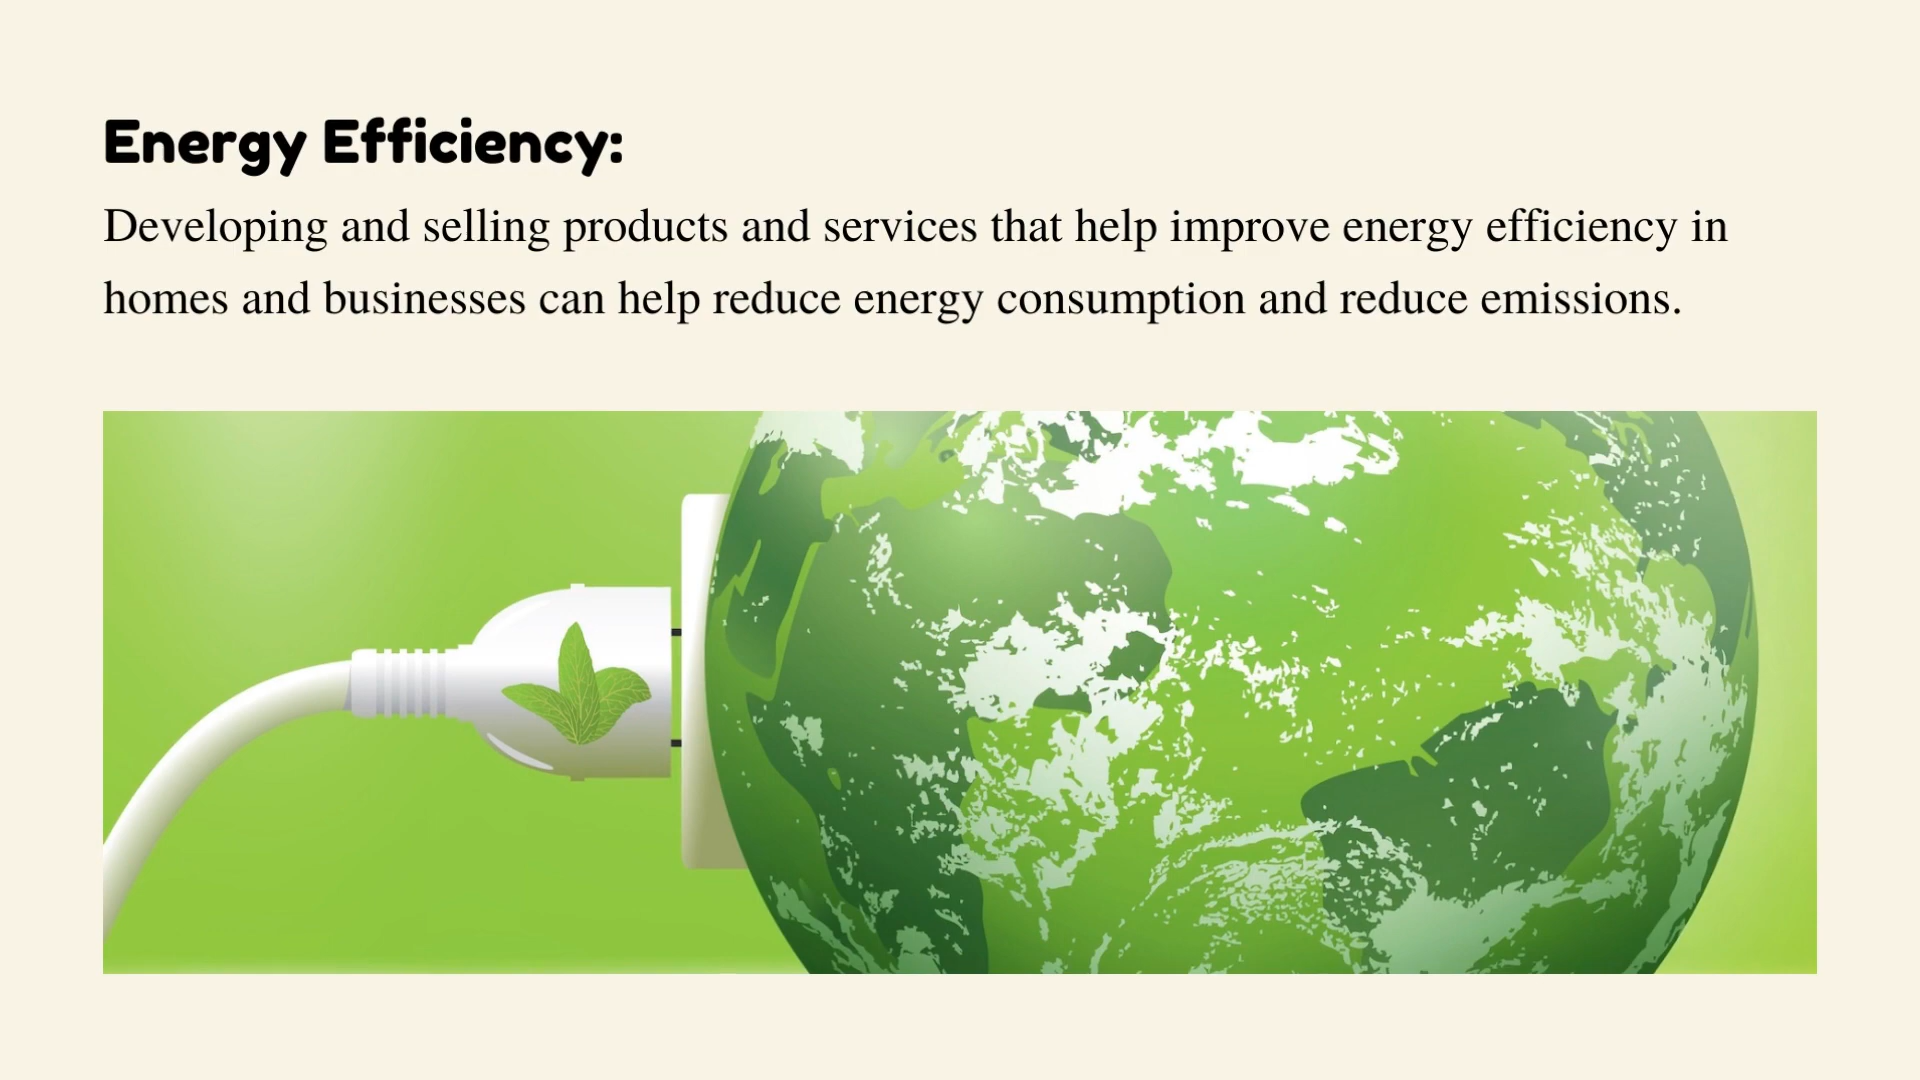 Energy Efficiency:
Developing and selling products and services that help improve energy efficiency in
homes and businesses can help reduce energy consumption and reduce emissions.